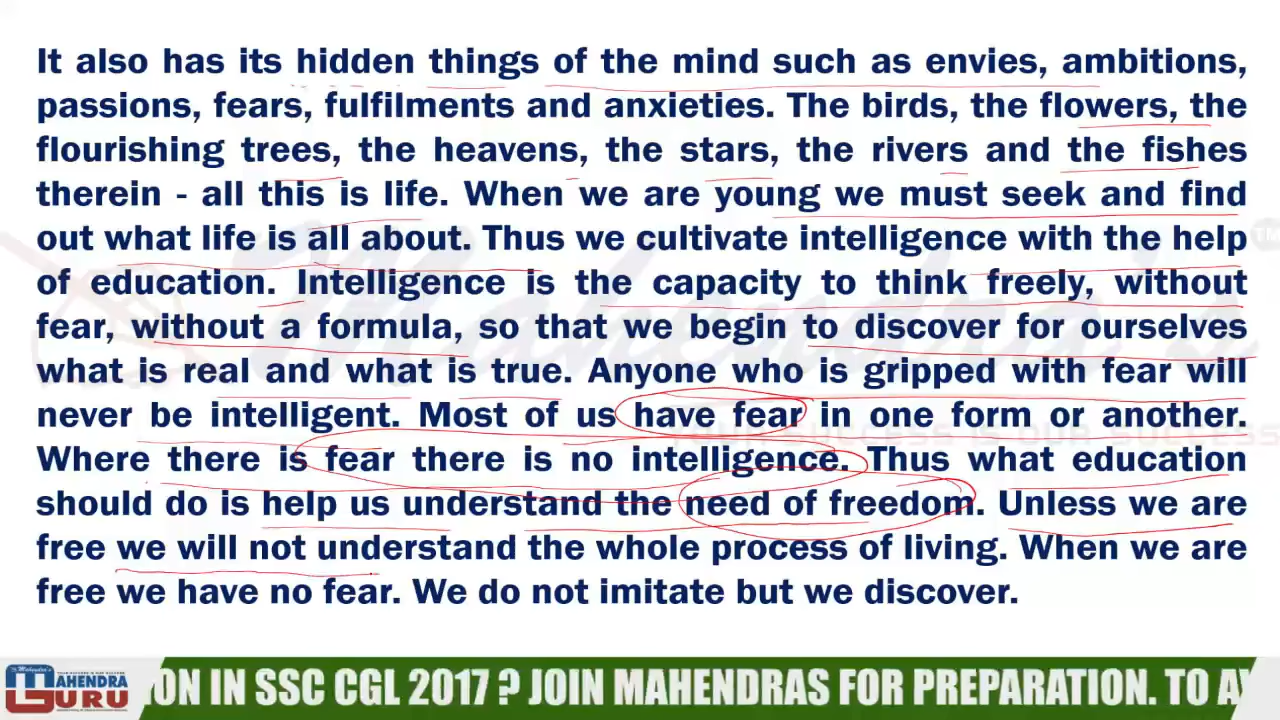 It also has its hidden things of the mind such as envies, ambitions,
passions, fears, fulfilments and anxieties. The birds, the flowers, the
flourishing trees, the heavens, the stars, the rivers and the fishes
therein - all this is life. When we are young we must seek and find
out what life is all about. Thus we cultivate intelligence with the help
of education. Intelligence is the capacity to think freely, without
fear, without a formula, so that we begin to discover for ourselves
what is real and what is true. Anyone who is gripped with fear will
never be intelligent. Most of us have fear in one form or another.
Where there is fear there is no intelligence. Thus what education
should do is help us understand the need of freedom. Unless we are
free we will not understand the whole process of living. When we are
free we have no fear. We do not imitate but we discover.
Mahendra's
TM
YOUR SUCCESS IS OUR SUCCESS
MAHENDRA
GURU
ION IN SSC CGL 2017 ? JOIN MAHENDRAS FOR PREPARATION. TO